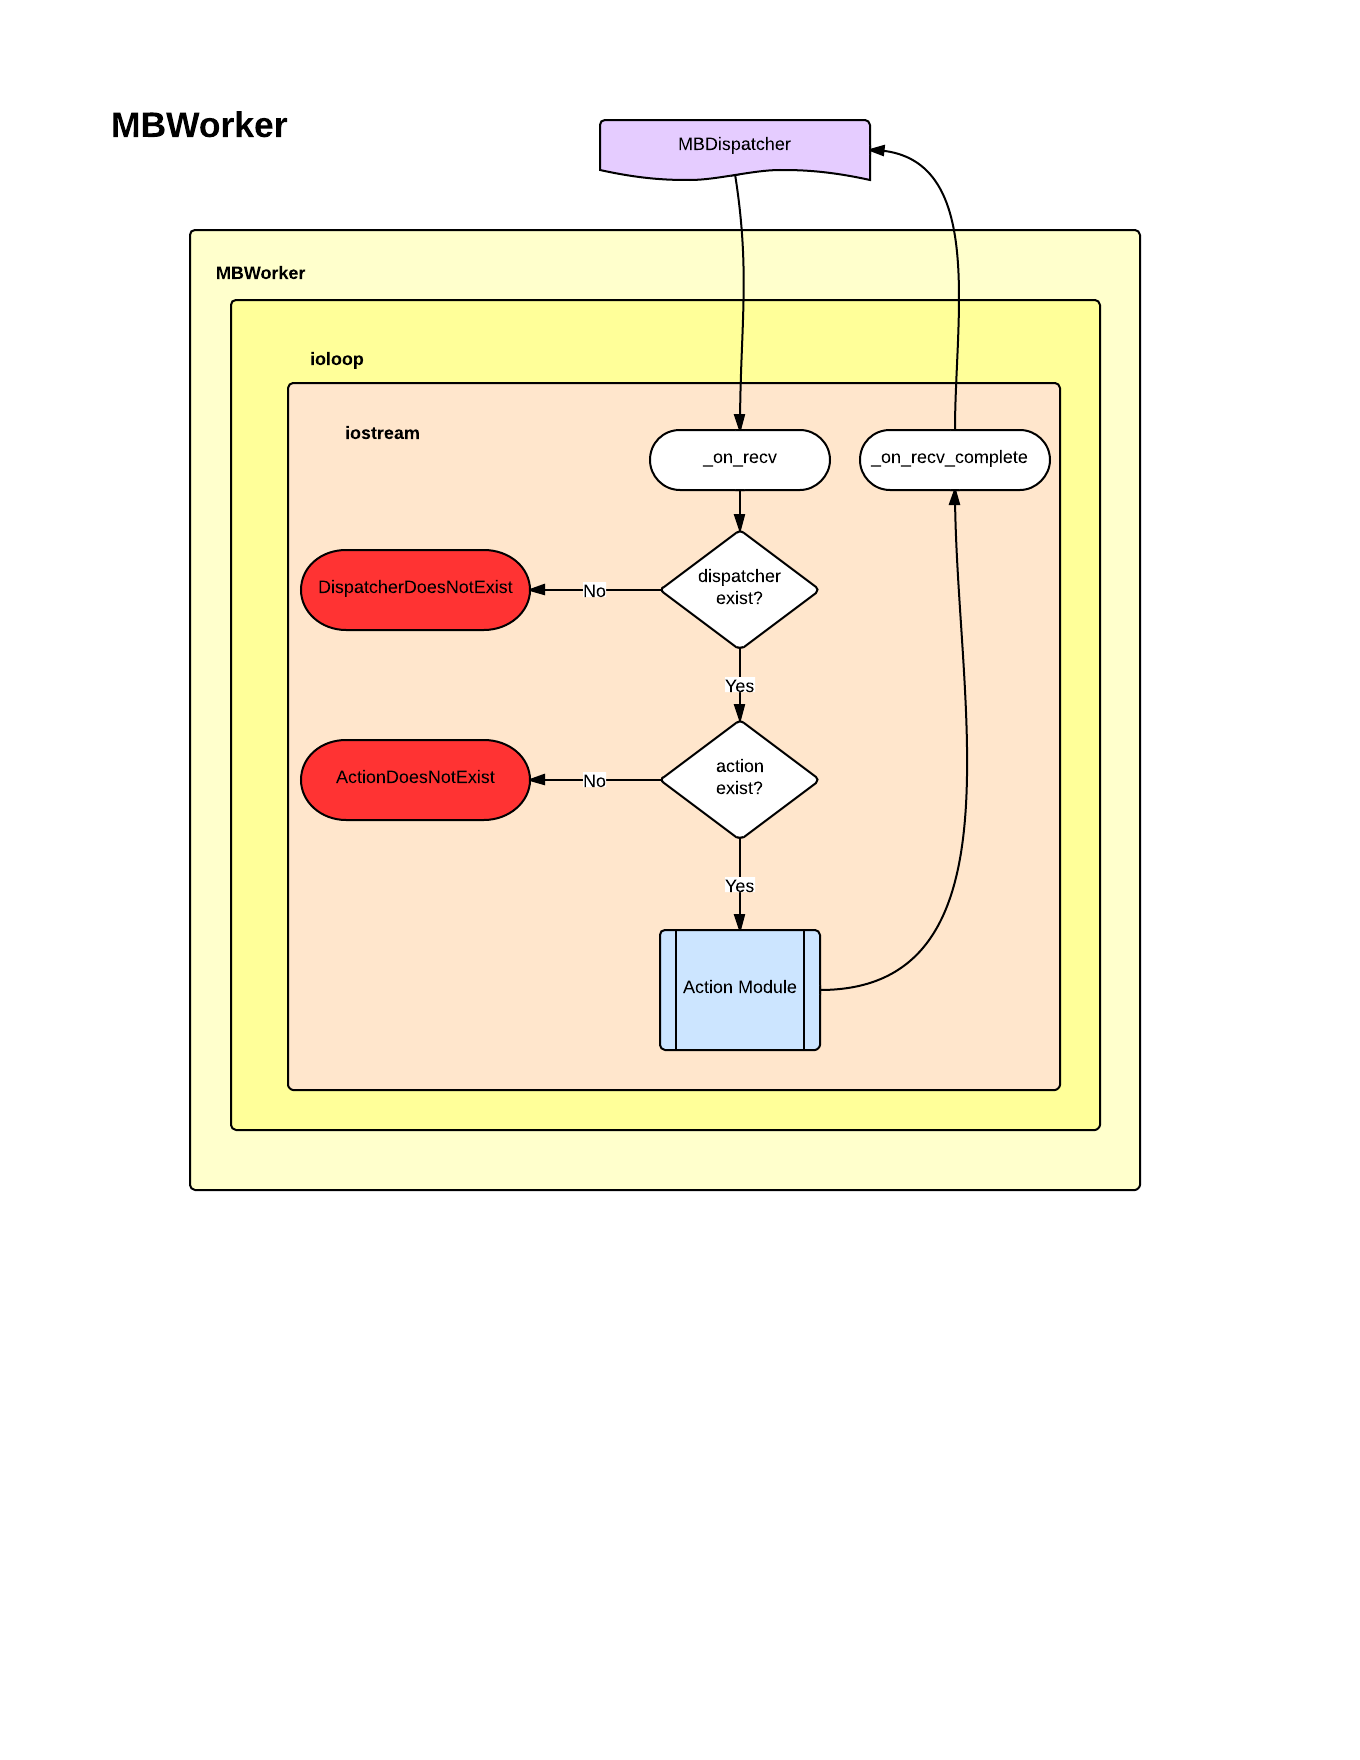 MBWorker
MBDispatcher
MBWorker
ioloop
iostream
_on_recv
_on_recv_complete
dispatcher
exist?
No
DispatcherDoesNotExist
Yes
action
exist?
No
ActionDoesNotExist
Yes
Action Module